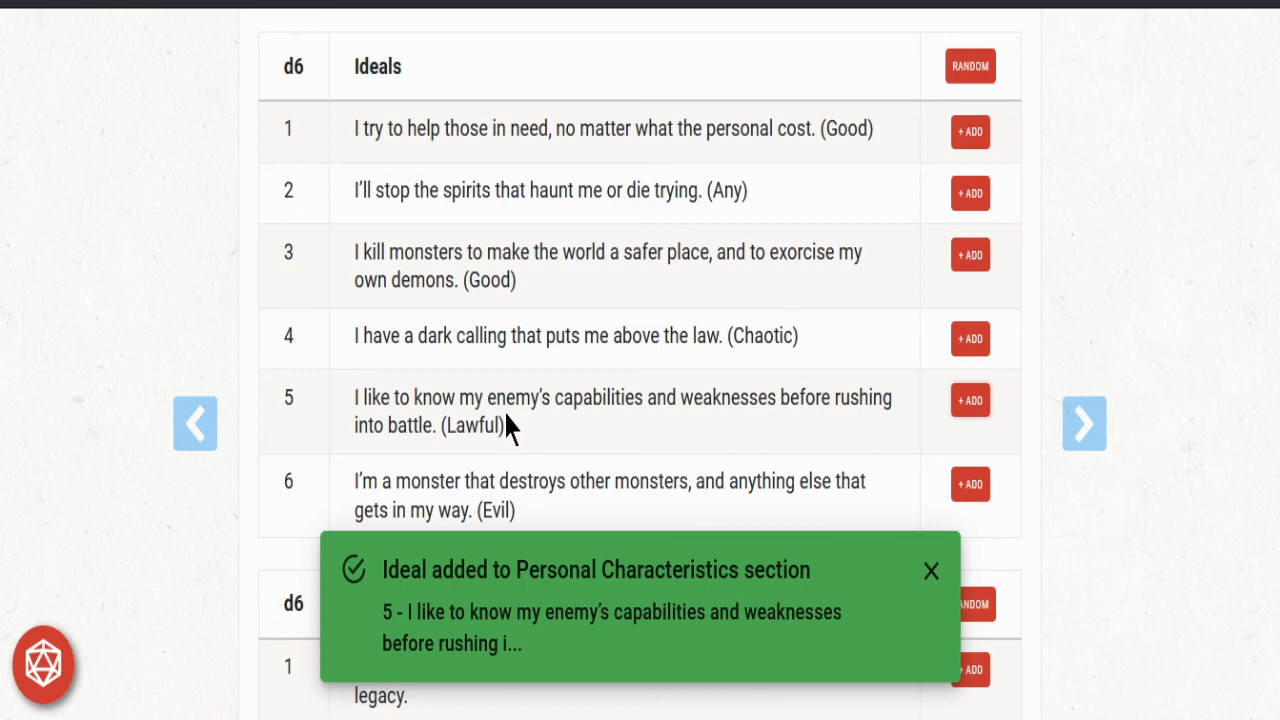 d6 Ideals RANDOM
1 I try to help those in need, no matter what the personal cost. (Good) + ADD
2 I’ll stop the spirits that haunt me or die trying. (Any) + ADD
3 I kill monsters to make the world a safer place, and to exorcise my + ADD
own demons. (Good)
4 I have a dark calling that puts me above the law. (Chaotic) + ADD
5 I like to know my enemy’s capabilities and weaknesses before rushing + ADD
into battle. (Lawful)
6 I’m a monster that destroys other monsters, and anything else that + ADD
gets in my way. (Evil)
Ideal added to Personal Characteristics section
5 - I like to know my enemy’s capabilities and weaknesses
before rushing i...
d6
1 ADD
legacy.